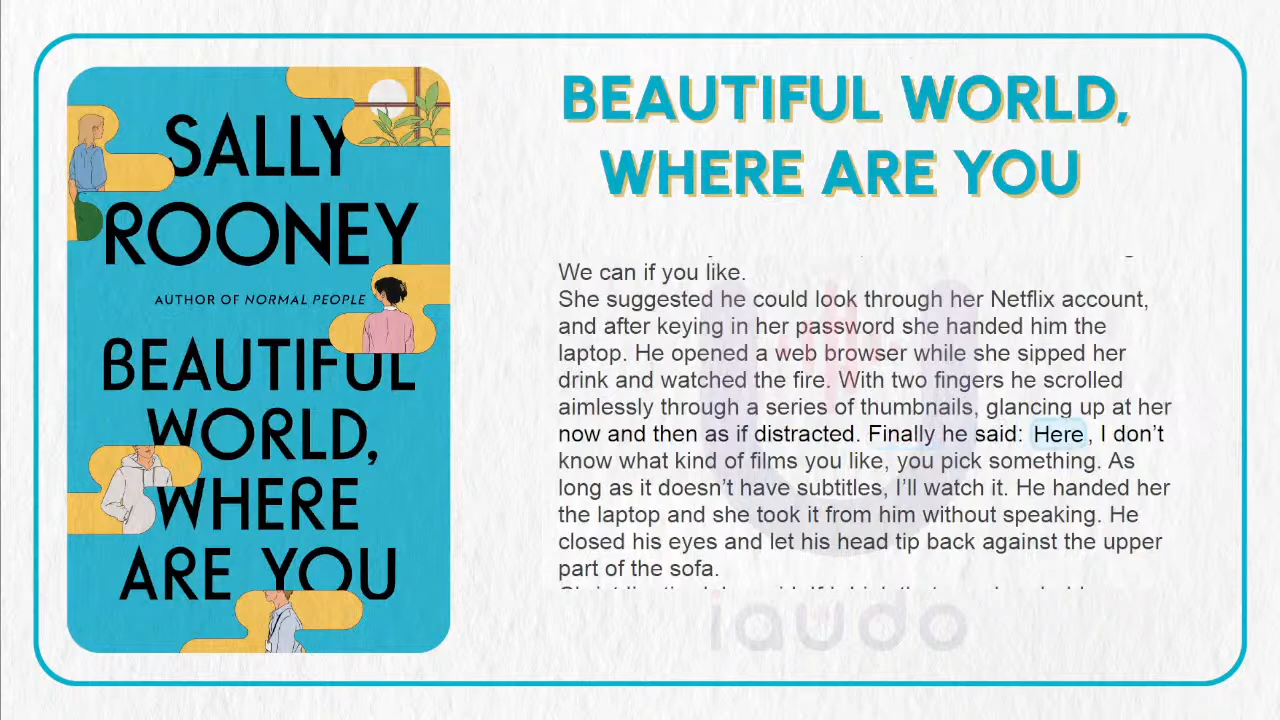 SALLY
ROONEY
AUTHOR OF NORMAL PEOPLE
BEAUTIFUL
WORLD,
WHERE
ARE YOU
BEAUTIFUL WORLD,
WHERE ARE YOU
We can if you like.
She suggested he could look through her Netflix account,
and after keying in her password she handed him the
laptop. He opened a web browser while she sipped her
drink and watched the fire. With two fingers he scrolled
aimlessly through a series of thumbnails, glancing up at her
now and then as if distracted. Finally he said: Here, I don’t
know what kind of films you like, you pick something. As
long as it doesn’t have subtitles, I’ll watch it. He handed her
the laptop and she took it from him without speaking. He
closed his eyes and let his head tip back against the upper
part of the sofa.
iaudo